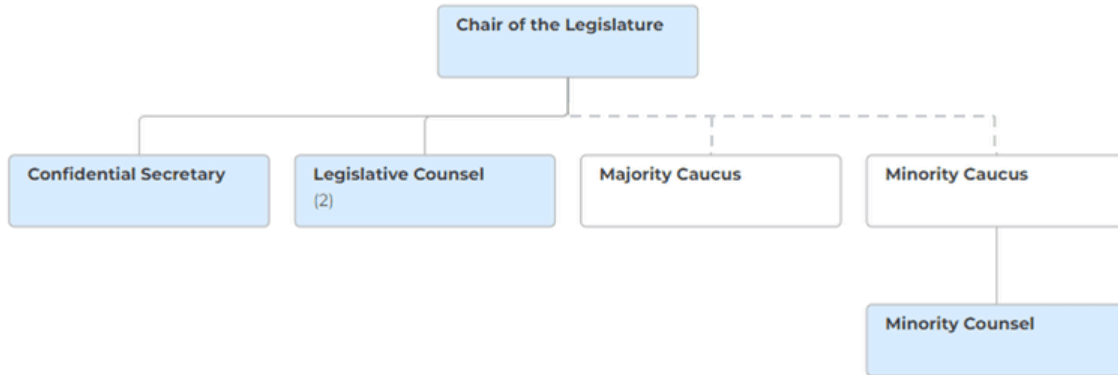 Chair of the Legislature
Confidential Secretary
Legislative Counsel
(2)
Majority Caucus
Minority Caucus
Minority Counsel